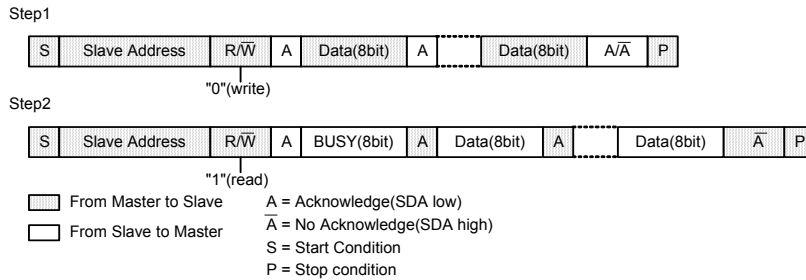 Step1
S Slave Address R/W̅ A Data(8bit) A Data(8bit) A/A̅ P
"0"(write)
Step2
S Slave Address R/W̅ A BUSY(8bit) A Data(8bit) A Data(8bit) A̅ P
"1"(read)
From Master to Slave
From Slave to Master
A = Acknowledge(SDA low)
A̅ = No Acknowledge(SDA high)
S = Start Condition
P = Stop condition